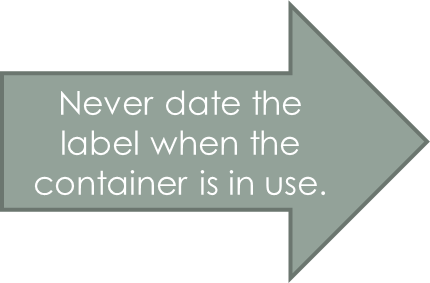 Never date the
label when the
container is in use.